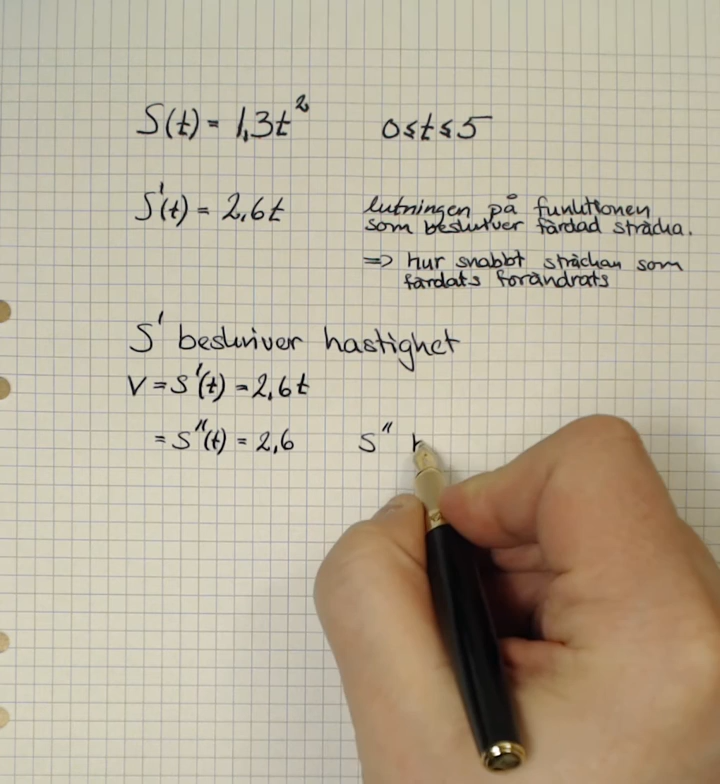 S(t) = 1,3t² 0≤t≤5
S'(t) = 2,6t
lutningen på funktionen
som beskriver färdad sträcka.
=> hur snabbt sträckan som
färdats förändrats
S' beskriver hastighet
V = S'(t) = 2,6t
= S"(t) = 2,6 S"